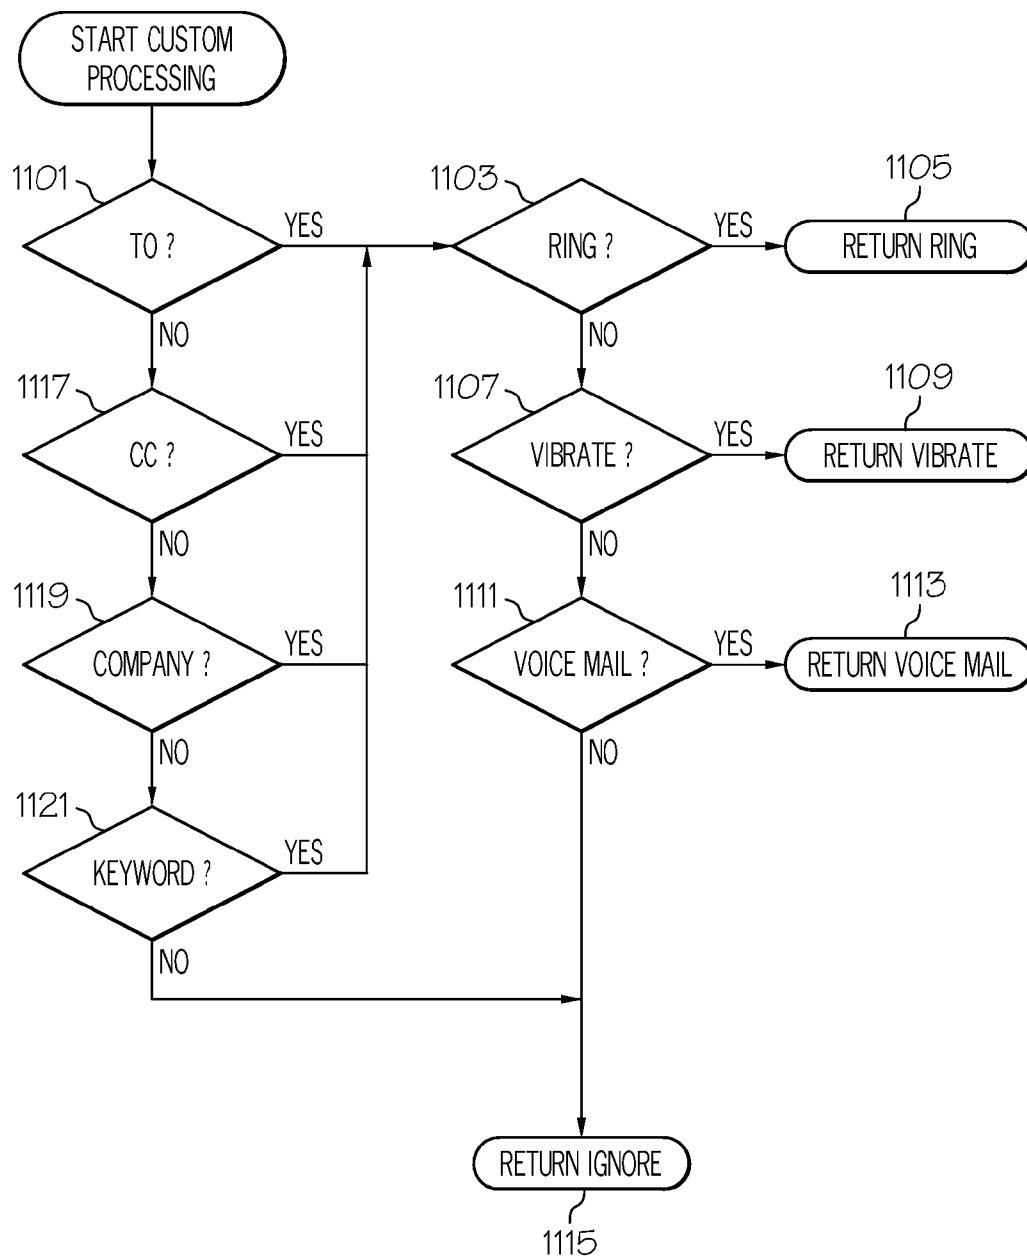 START CUSTOM
PROCESSING
1101
TO ?
YES
NO
1103
RING ?
YES
NO
1105
RETURN RING
1117
CC ?
YES
NO
1107
VIBRATE ?
YES
NO
1109
RETURN VIBRATE
1119
COMPANY ?
YES
NO
1111
VOICE MAIL ?
YES
NO
1113
RETURN VOICE MAIL
1121
KEYWORD ?
YES
NO
RETURN IGNORE
1115